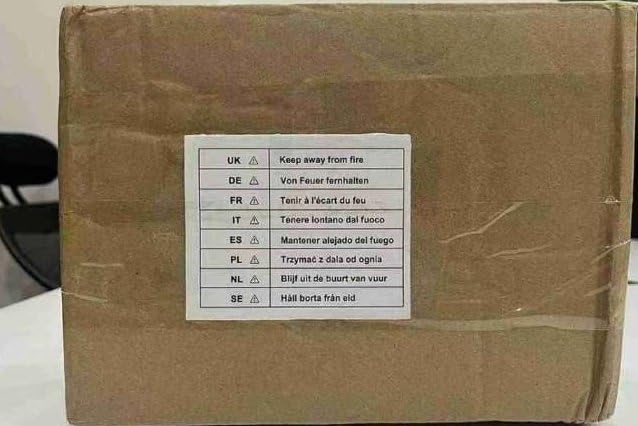 UK ⚠ Keep away from fire
DE ⚠ Von Feuer fernhalten
FR ⚠ Tenir à l'écart du feu
IT ⚠ Tenere lontano dal fuoco
ES ⚠ Mantener alejado del fuego
PL ⚠ Trzymać z dala od ognia
NL ⚠ Blijf uit de buurt van vuur
SE ⚠ Håll borta från eld